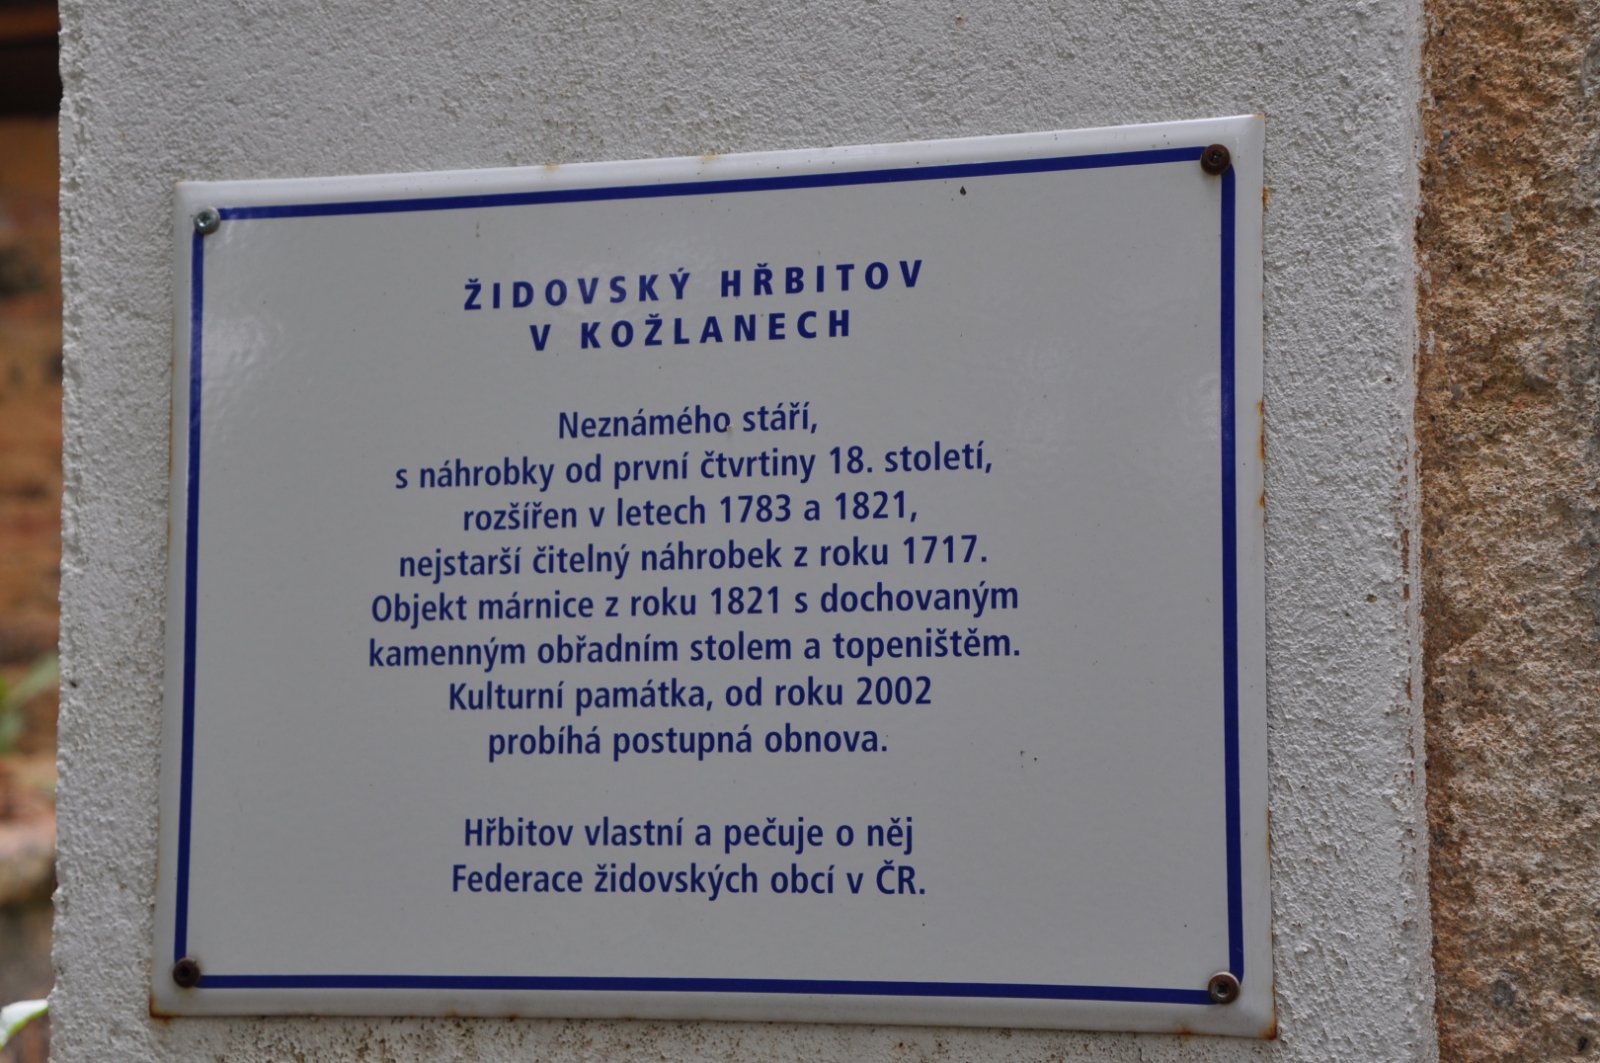 ŽIDOVSKÝ HŘBITOV
V KOŽLANECH
Neznámého stáří,
s náhrobky od první čtvrtiny 18. století,
rozšířen v letech 1783 a 1821,
nejstarší čitelný náhrobek z roku 1717.
Objekt márnice z roku 1821 s dochovaným
kamenným obřadním stolem a topeništěm.
Kulturní památka, od roku 2002
probíhá postupná obnova.
Hřbitov vlastní a pečuje o něj
Federace židovských obcí v ČR.